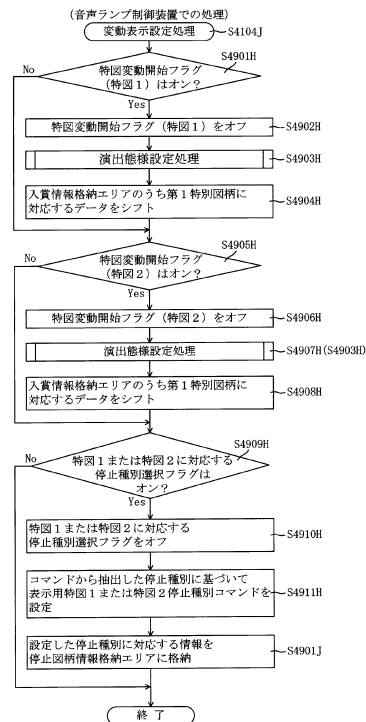 (音声ランプ制御装置での処理)
変動表示設定処理
S4104J
S4901H
特図変動開始フラグ
(特図1)はオン?
No
Yes
特図変動開始フラグ(特図1)をオフ
S4902H
演出態様設定処理
S4903H
入賞情報格納エリアのうち第1特別図柄に
対応するデータをシフト
S4904H
S4905H
特図変動開始フラグ
(特図2)はオン?
No
Yes
特図変動開始フラグ(特図2)をオフ
S4906H
演出態様設定処理
S4907H(S4903H)
入賞情報格納エリアのうち第1特別図柄に
対応するデータをシフト
S4908H
S4909H
特図1または特図2に対応する
停止種別選択フラグは
オン?
No
Yes
特図1または特図2に対応する
停止種別選択フラグをオフ
S4910H
コマンドから抽出した停止種別に基づいて
表示用特図1または特図2停止種別コマンドを
設定
S4911H
設定した停止種別に対応する情報を
停止図柄情報格納エリアに格納
S4901J
終了